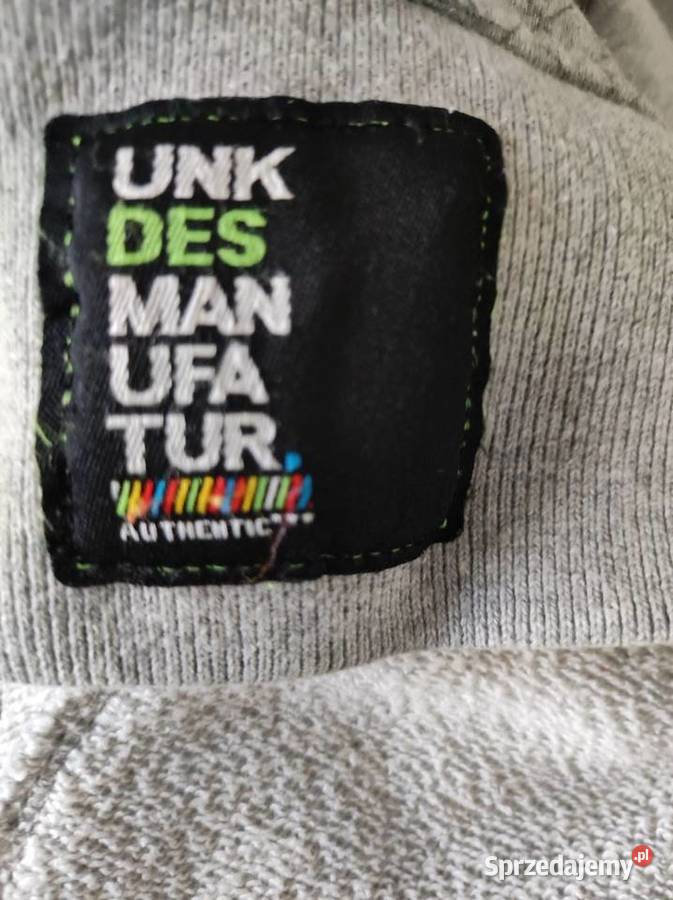 UNK
DES
MAN
UFA
TUR,
AUTHENTIC***
Sprzedajemy.pl